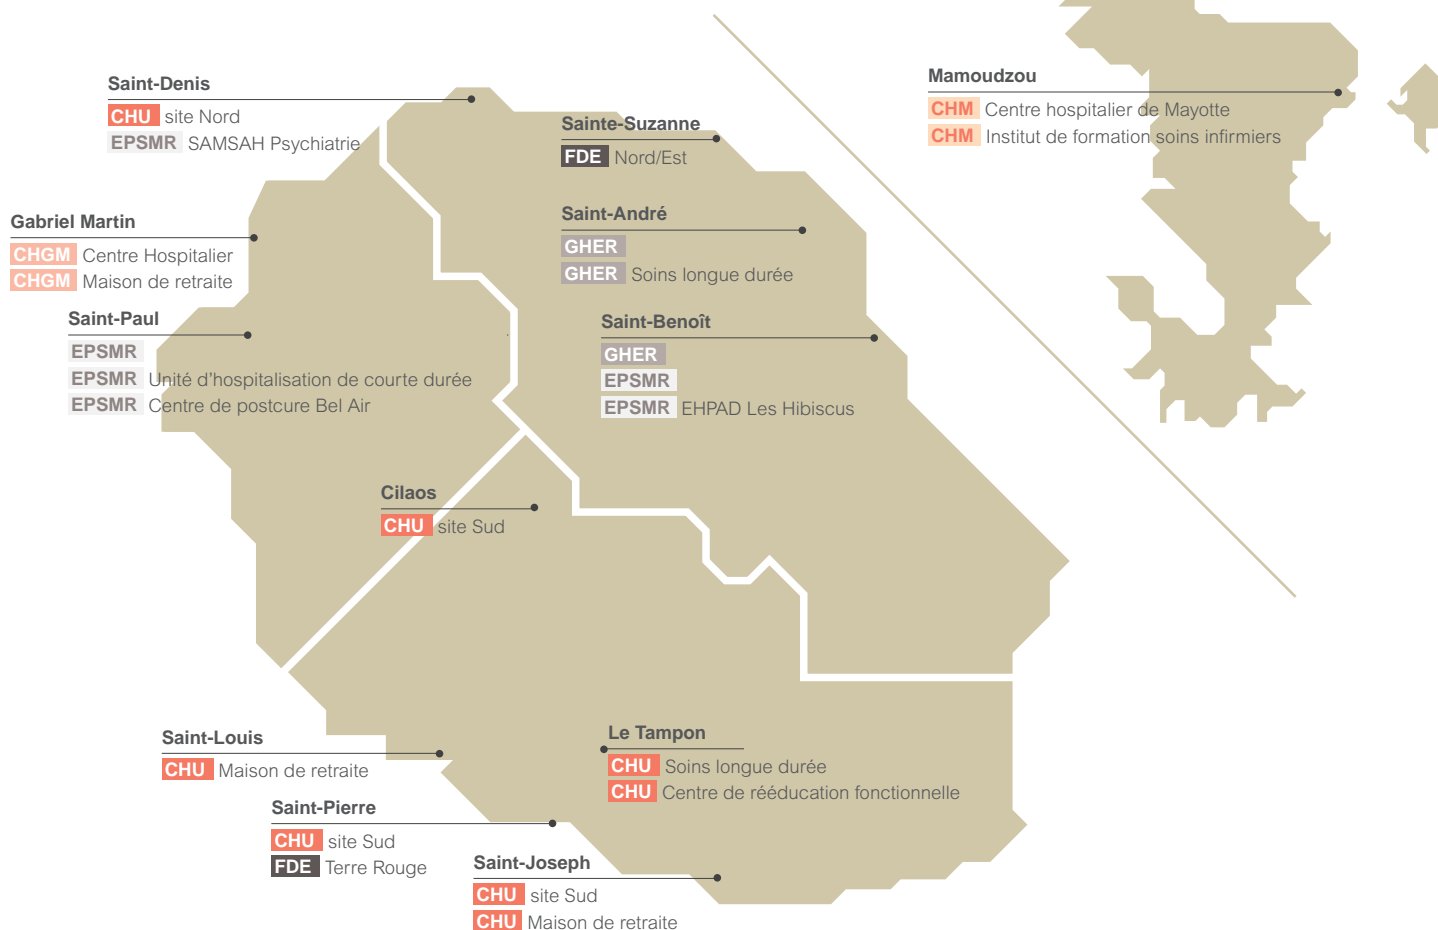 Saint-Denis
CHU site Nord
EPSMR SAMSAH Psychiatrie
Sainte-Suzanne
FDE Nord/Est
Mamoudzou
CHM Centre hospitalier de Mayotte
CHM Institut de formation soins infirmiers
Gabriel Martin
CHGM Centre Hospitalier
CHGM Maison de retraite
Saint-André
GHER
GHER Soins longue durée
Saint-Paul
EPSMR
EPSMR Unité d'hospitalisation de courte durée
EPSMR Centre de postcure Bel Air
Saint-Benoît
GHER
EPSMR
EPSMR EHPAD Les Hibiscus
Cilaos
CHU site Sud
Saint-Louis
CHU Maison de retraite
Le Tampon
CHU Soins longue durée
CHU Centre de rééducation fonctionnelle
Saint-Pierre
CHU site Sud
FDE Terre Rouge
Saint-Joseph
CHU site Sud
CHU Maison de retraite